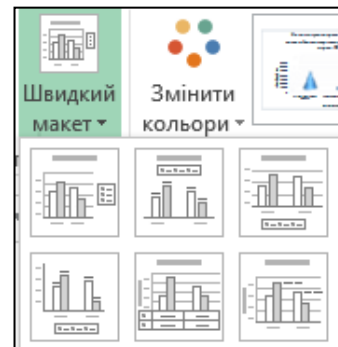 Швидкий
макет
Змінити
кольори